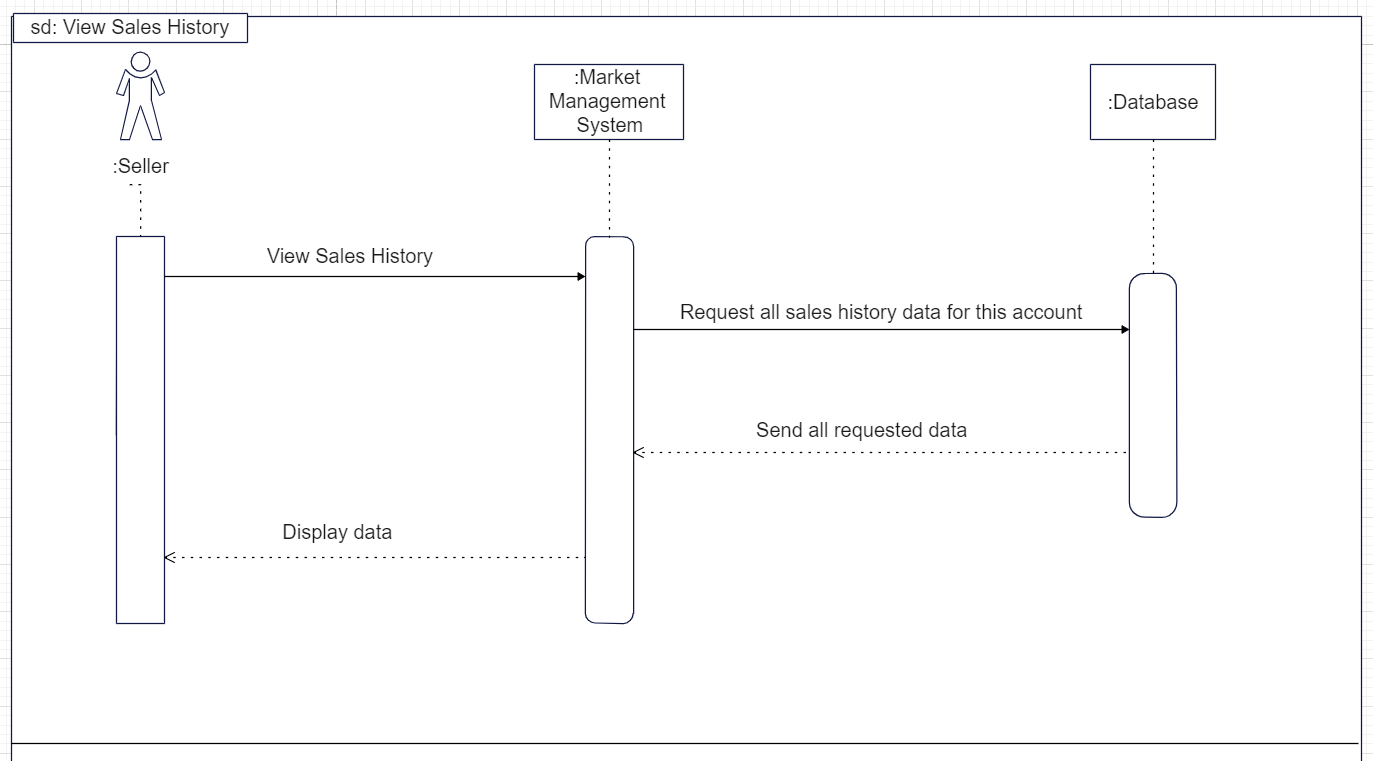 sd: View Sales History
:Market
Management
System
:Database
:Seller
View Sales History
Request all sales history data for this account
Send all requested data
Display data